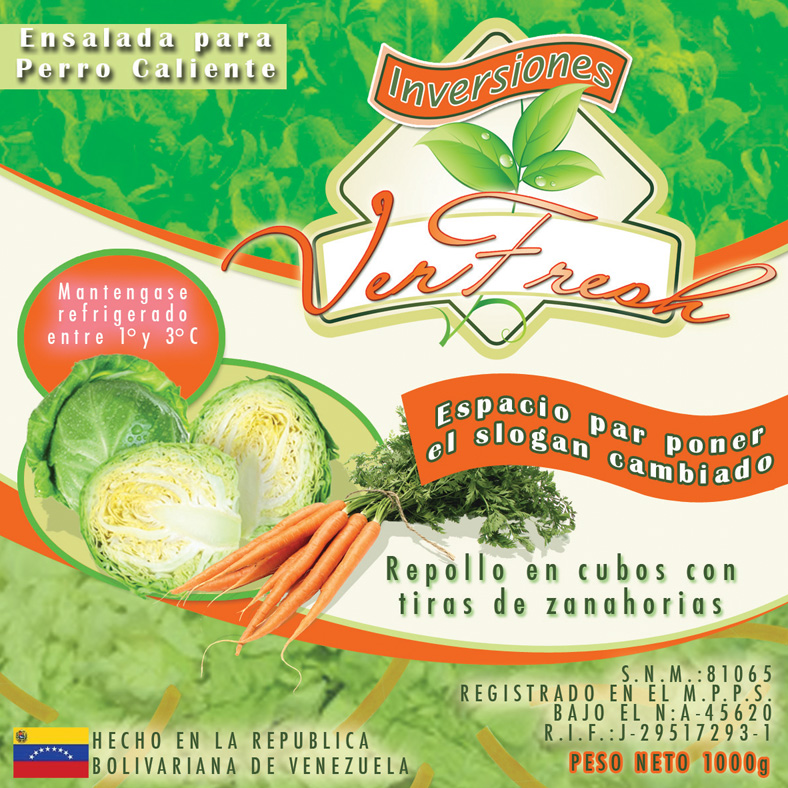 Ensalada para
Perro Caliente
Inversiones
VerFresh
Mantengase
refrigerado
entre 1° y 3°C
Espacio par poner
el slogan cambiado
Repollo en cubos con
tiras de zanahorias
S.N.M.:81065
REGISTRADO EN EL M.P.P.S.
BAJO EL N:A-45620
R.I.F.:J-29517293-1
PESO NETO 1000g
HECHO EN LA REPUBLICA
BOLIVARIANA DE VENEZUELA